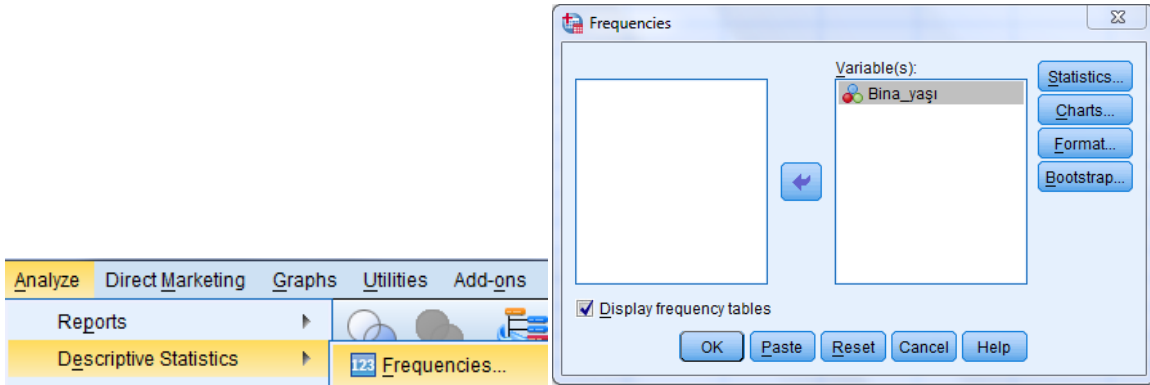 Analyze Direct Marketing Graphs Utilities Add-ons
Reports
Descriptive Statistics
123 Frequencies...
Frequencies
Variable(s):
Bina_yaşı
Statistics...
Charts...
Format...
Bootstrap...
Display frequency tables
OK Paste Reset Cancel Help